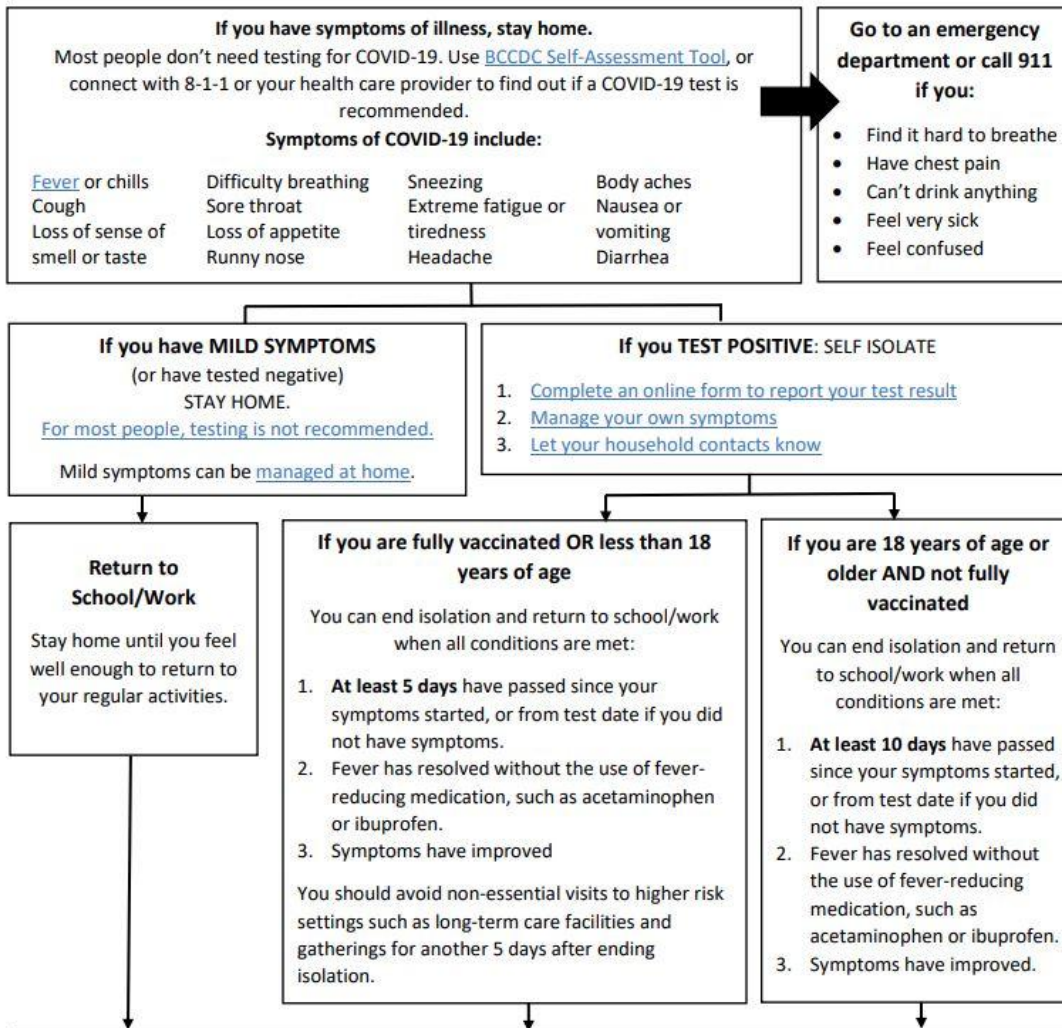 If you have symptoms of illness, stay home.
Most people don't need testing for COVID-19. Use BCCDC Self-Assessment Tool, or
connect with 8-1-1 or your health care provider to find out if a COVID-19 test is
recommended.
Symptoms of COVID-19 include:
Fever or chills
Cough
Loss of sense of
smell or taste
Difficulty breathing
Sore throat
Loss of appetite
Runny nose
Sneezing
Extreme fatigue or
tiredness
Headache
Body aches
Nausea or
vomiting
Diarrhea
Go to an emergency
department or call 911
if you:
• Find it hard to breathe
• Have chest pain
• Can't drink anything
• Feel very sick
• Feel confused
If you have MILD SYMPTOMS
(or have tested negative)
STAY HOME.
For most people, testing is not recommended.
Mild symptoms can be managed at home.
If you TEST POSITIVE: SELF ISOLATE
1. Complete an online form to report your test result
2. Manage your own symptoms
3. Let your household contacts know
Return to
School/Work
Stay home until you feel
well enough to return to
your regular activities.
If you are fully vaccinated OR less than 18
years of age
You can end isolation and return to school/work
when all conditions are met:
1. At least 5 days have passed since your
symptoms started, or from test date if you did
not have symptoms.
2. Fever has resolved without the use of fever-
reducing medication, such as acetaminophen
or ibuprofen.
3. Symptoms have improved
You should avoid non-essential visits to higher risk
settings such as long-term care facilities and
gatherings for another 5 days after ending
isolation.
If you are 18 years of age or
older AND not fully
vaccinated
You can end isolation and return
to school/work when all
conditions are met:
1. At least 10 days have passed
since your symptoms started,
or from test date if you did
not have symptoms.
2. Fever has resolved without
the use of fever-reducing
medication, such as
acetaminophen or ibuprofen.
3. Symptoms have improved.